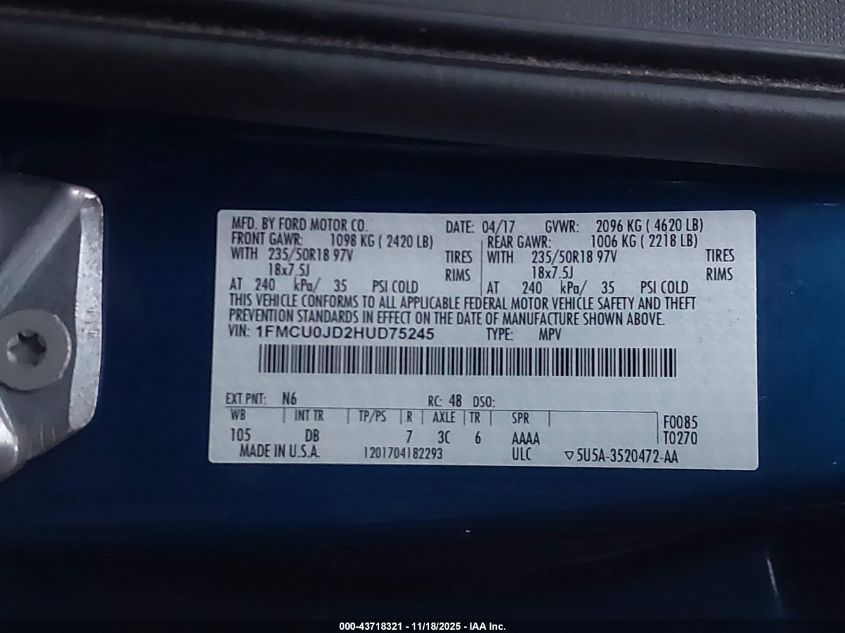 MFD. BY FORD MOTOR CO. DATE: 04/17 GVWR: 2096 KG ( 4620 LB)
FRONT GAWR: 1098 KG ( 2420 LB) REAR GAWR: 1006 KG ( 2218 LB)
WITH 235/50R18 97V TIRES WITH 235/50R18 97V TIRES
18x7.5J RIMS 18x7.5J RIMS
AT 240 kPa/ 35 PSI COLD AT 240 kPa/ 35 PSI COLD
THIS VEHICLE CONFORMS TO ALL APPLICABLE FEDERAL MOTOR VEHICLE SAFETY AND THEFT
PREVENTION STANDARDS IN EFFECT ON THE DATE OF MANUFACTURE SHOWN ABOVE.
VIN: 1FMCU0JD2HUD75245 TYPE: MPV
EXT PNT: N6 RC: 48 DSO:
WB INT TR TP/PS R AXLE TR SPR F0085
105 DB 7 3C 6 AAAA T0270
MADE IN U.S.A. 1201704182293 ULC ▽5U5A-3520472-AA
000-43718321 - 11/18/2025 - IAA Inc.